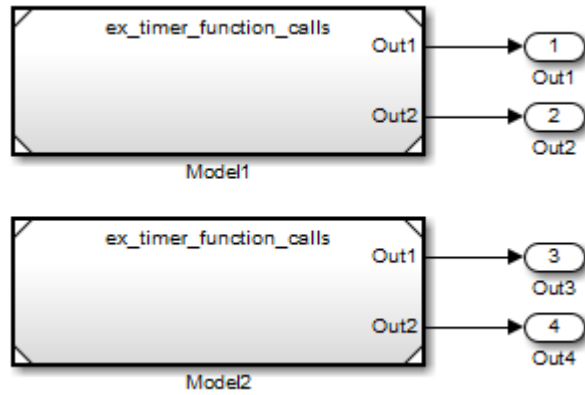 ex_timer_function_calls
Out1
1
Out1
Out2
2
Out2
Model1
ex_timer_function_calls
Out1
3
Out3
Out2
4
Out4
Model2